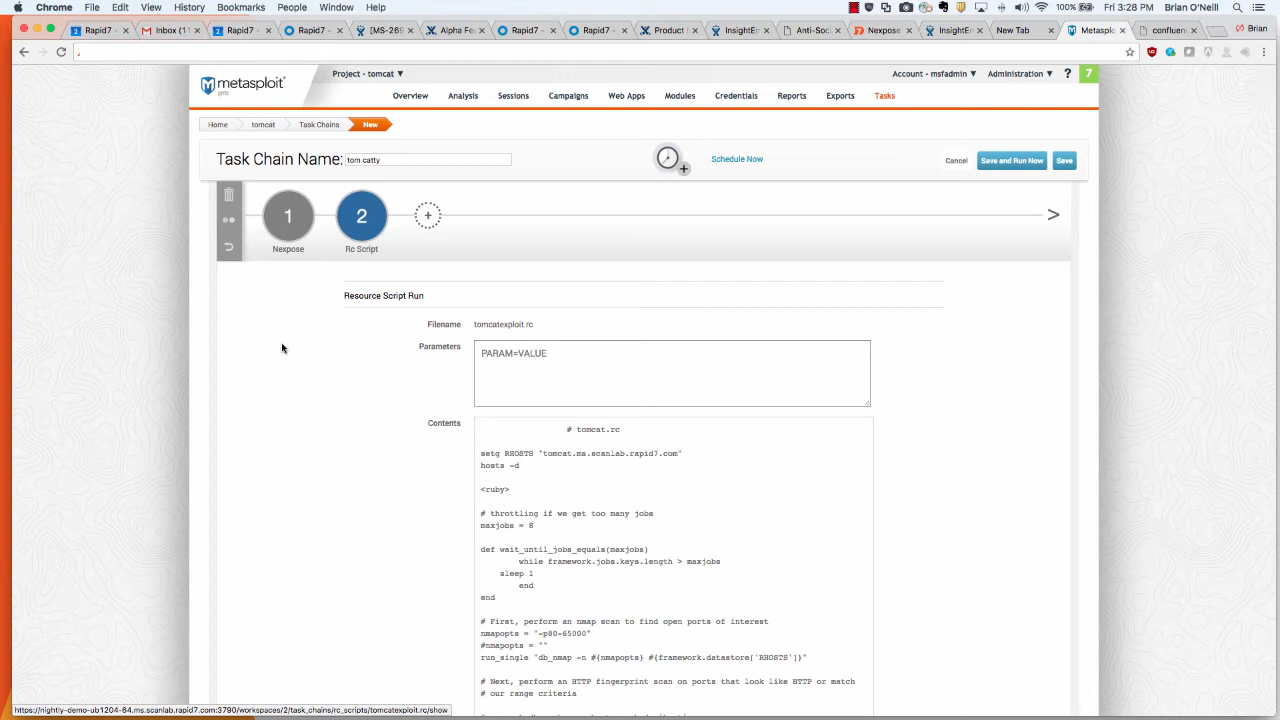 Chrome File Edit View History Bookmarks People Window Help 100% Fri 3:28 PM Brian O'Neill
Rapid7 - Inbox (11 Rapid7 - Rapid7 - [MS-269 Alpha Fe Rapid7 - Rapid7 - Product I InsightEn Anti-Soci Nexpose InsightEn New Tab Metasplo confluen Brian
metasploit pro Project - tomcat Account - msfadmin Administration ? 7
Overview Analysis Sessions Campaigns Web Apps Modules Credentials Reports Exports Tasks
Home tomcat Task Chains New
Task Chain Name: tom catty Schedule Now Cancel Save and Run Now Save
1 2 + >
Nexpose Rc Script
Resource Script Run
Filename tomcatexploit.rc
Parameters PARAM=VALUE
Contents
# tomcat.rc
setg RHOSTS "tomcat.ms.scanlab.rapid7.com"
hosts -d
<ruby>
# throttling if we get too many jobs
maxjobs = 8
def wait_until_jobs_equals(maxjobs)
while framework.jobs.keys.length > maxjobs
sleep 1
end
end
# First, perform an nmap scan to find open ports of interest
nmapopts = "-p80-65000"
#nmapopts = ""
run_single "db_nmap -n #{nmapopts} #{framework.datastore['RHOSTS']}"
# Next, perform an HTTP fingerprint scan on ports that look like HTTP or match
# our range criteria
https://nightly-demo-ub1204-64.ms.scanlab.rapid7.com:3790/workspaces/2/task_chains/rc_scripts/tomcatexploit.rc/show